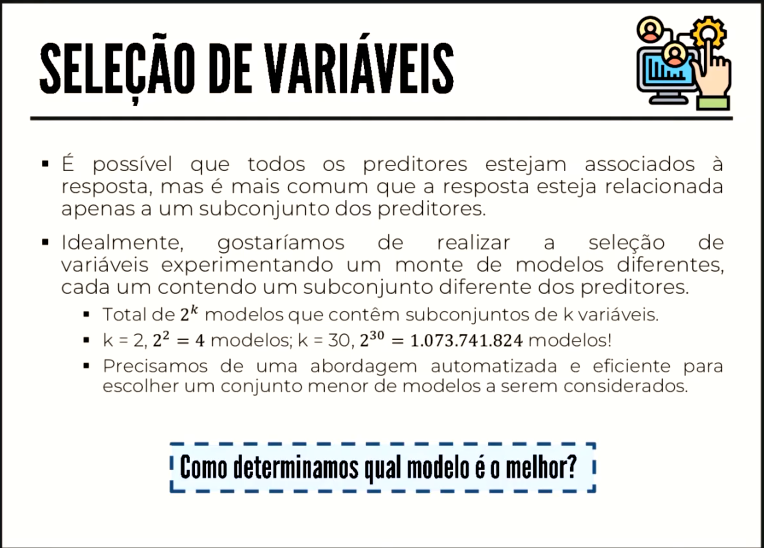 SELEÇÃO DE VARIÁVEIS
▪ É possível que todos os preditores estejam associados à
resposta, mas é mais comum que a resposta esteja relacionada
apenas a um subconjunto dos preditores.
▪ Idealmente, gostaríamos de realizar a seleção de
variáveis experimentando um monte de modelos diferentes,
cada um contendo um subconjunto diferente dos preditores.
▪ Total de 2^k modelos que contêm subconjuntos de k variáveis.
▪ k = 2, 2² = 4 modelos; k = 30, 2³⁰ = 1.073.741.824 modelos!
▪ Precisamos de uma abordagem automatizada e eficiente para
escolher um conjunto menor de modelos a serem considerados.
Como determinamos qual modelo é o melhor?